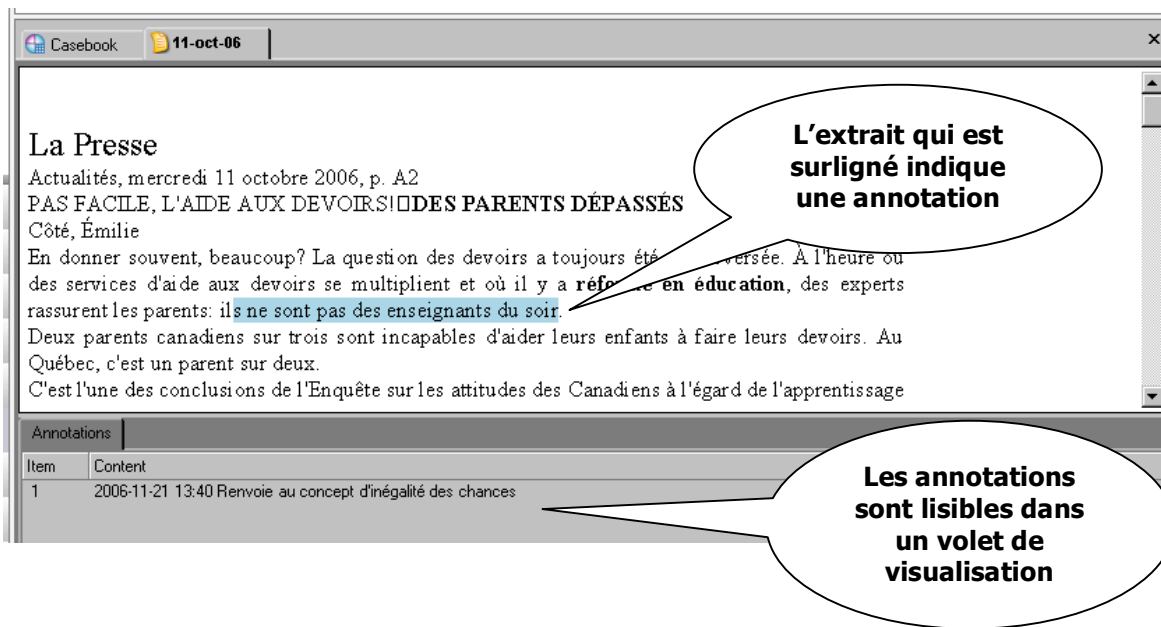 Casebook
11-oct-06
La Presse
Actualités, mercredi 11 octobre 2006, p. A2
PAS FACILE, L'AIDE AUX DEVOIRS!□DES PARENTS DÉPASSÉS
Côté, Émilie
En donner souvent, beaucoup? La question des devoirs a toujours été versée. À l'heure où
des services d'aide aux devoirs se multiplient et où il y a en éducation, des experts
rassurent les parents: ils ne sont pas des enseignants du soir.
Deux parents canadiens sur trois sont incapables d'aider leurs enfants à faire leurs devoirs. Au
Québec, c'est un parent sur deux.
C'est l'une des conclusions de l'Enquête sur les attitudes des Canadiens à l'égard de l'apprentissage
L'extrait qui est
surligné indique
une annotation
Annotations
Item Content
1 2006-11-21 13:40 Renvoie au concept d'inégalité des chances
Les annotations
sont lisibles dans
un volet de
visualisation